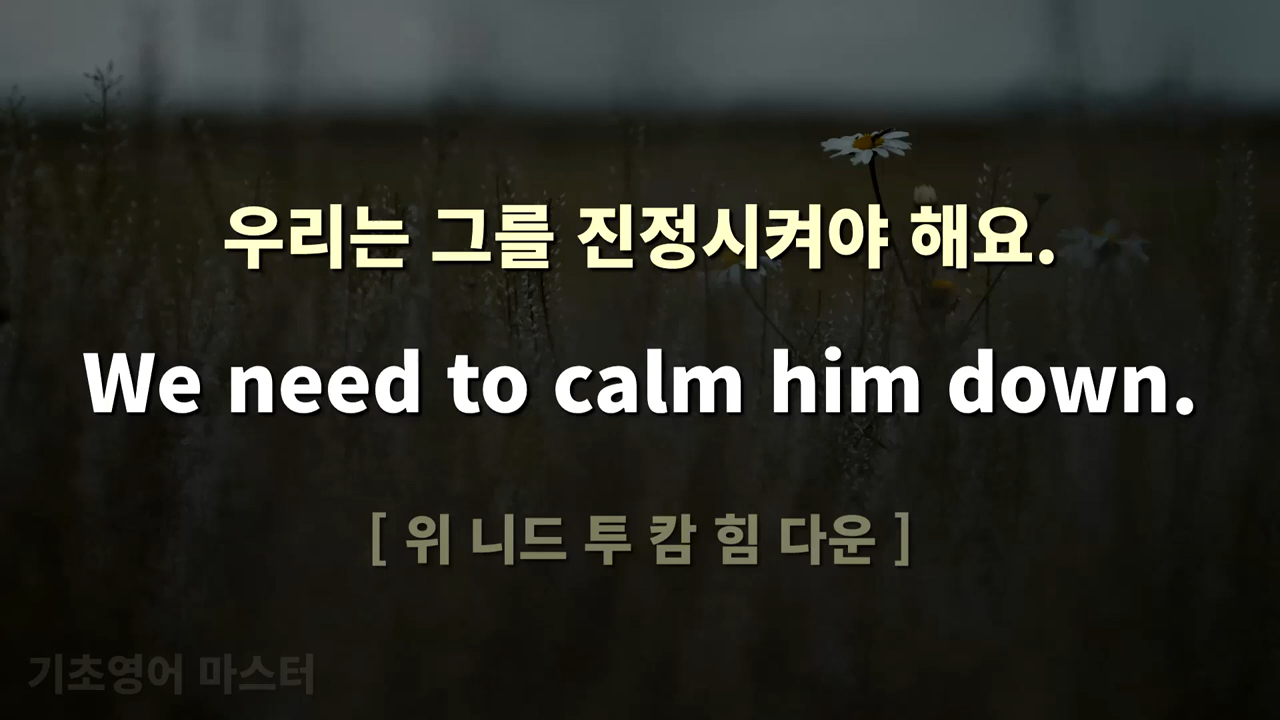 우리는 그를 진정시켜야 해요.
We need to calm him down.
[ 위 니드 투 캄 힘 다운 ]
기초영어 마스터